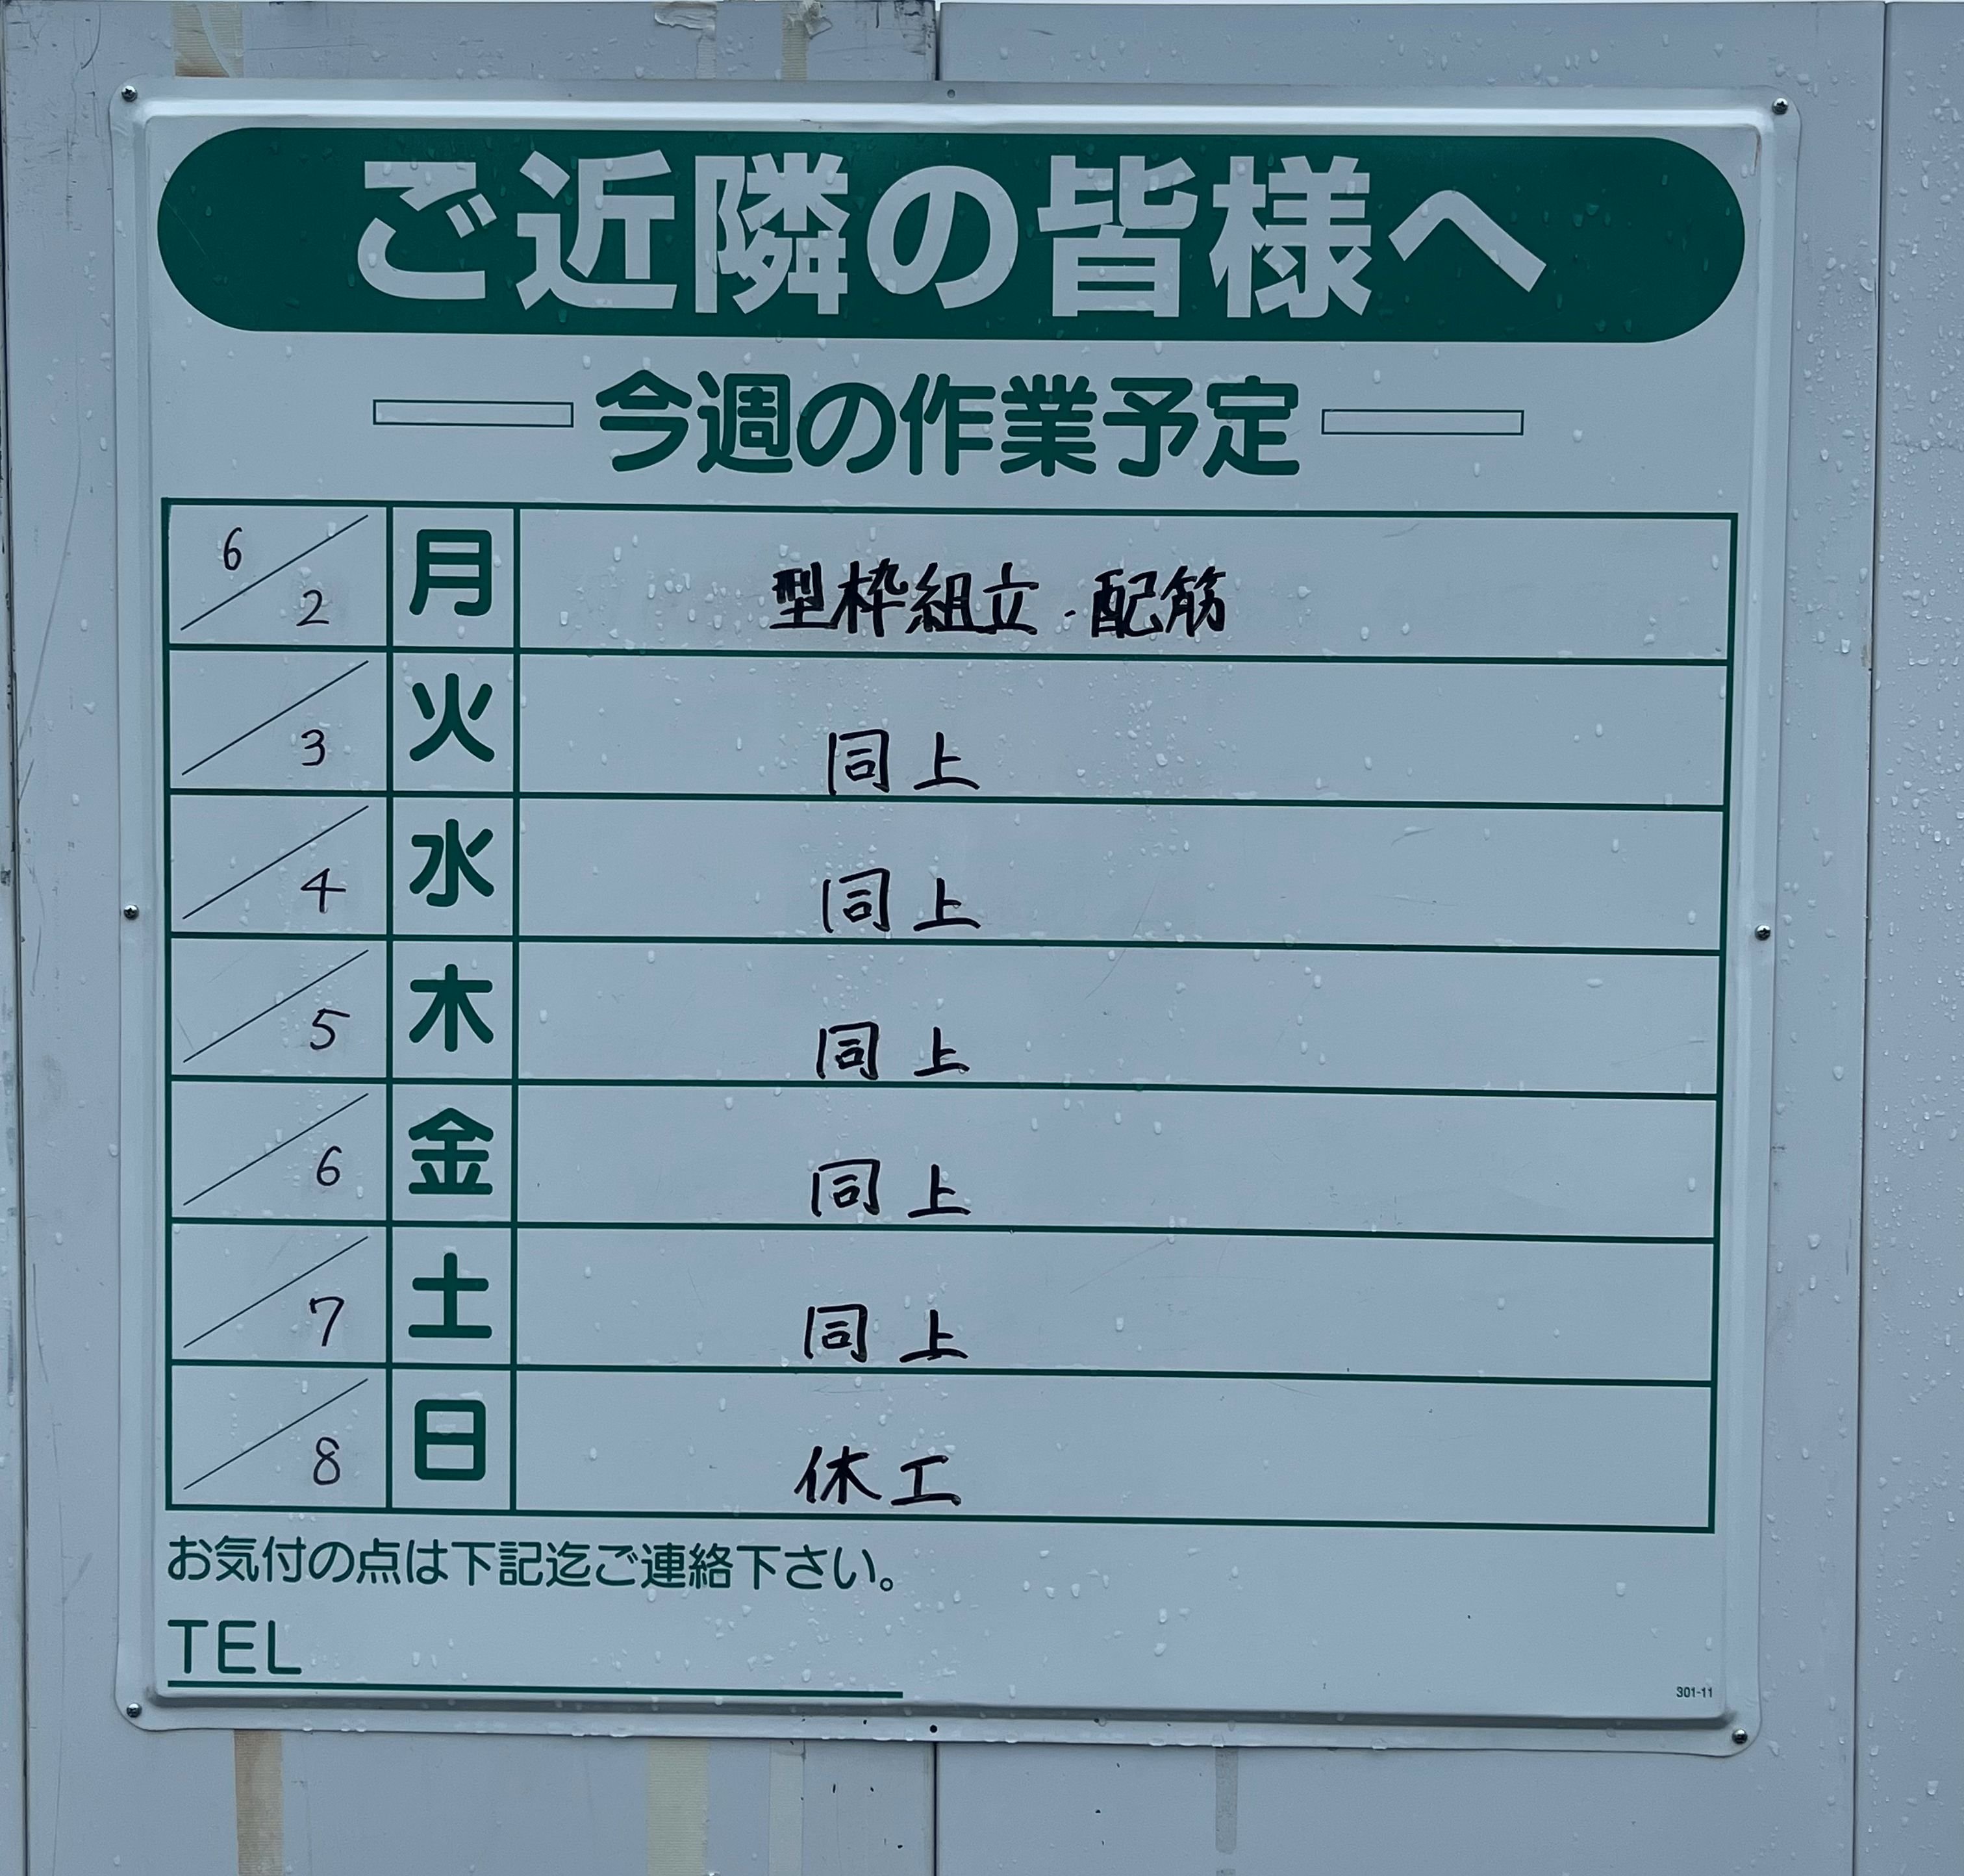 ご近隣の皆様へ
今週の作業予定
6/2 月 型枠組立・配筋
/3 火 同上
/4 水 同上
/5 木 同上
/6 金 同上
/7 土 同上
/8 日 休工
お気付の点は下記迄ご連絡下さい。
TEL
301-11